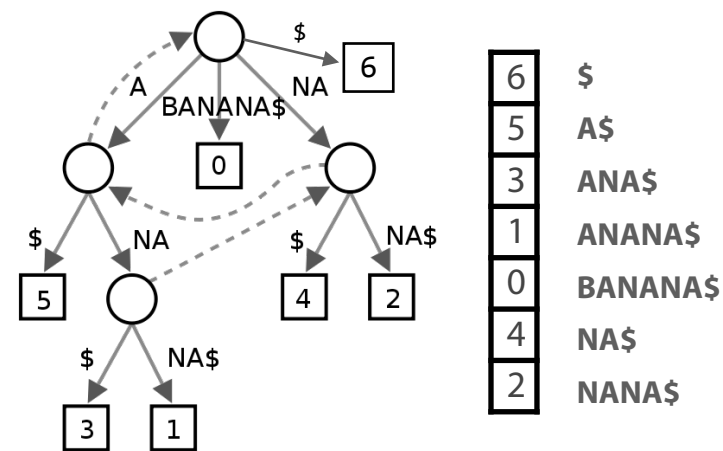 $
6
A
BANANA$
NA
0
$
NA
$
NA$
5
4
2
$
NA$
3
1
6 $
5 A$
3 ANA$
1 ANANA$
0 BANANA$
4 NA$
2 NANA$